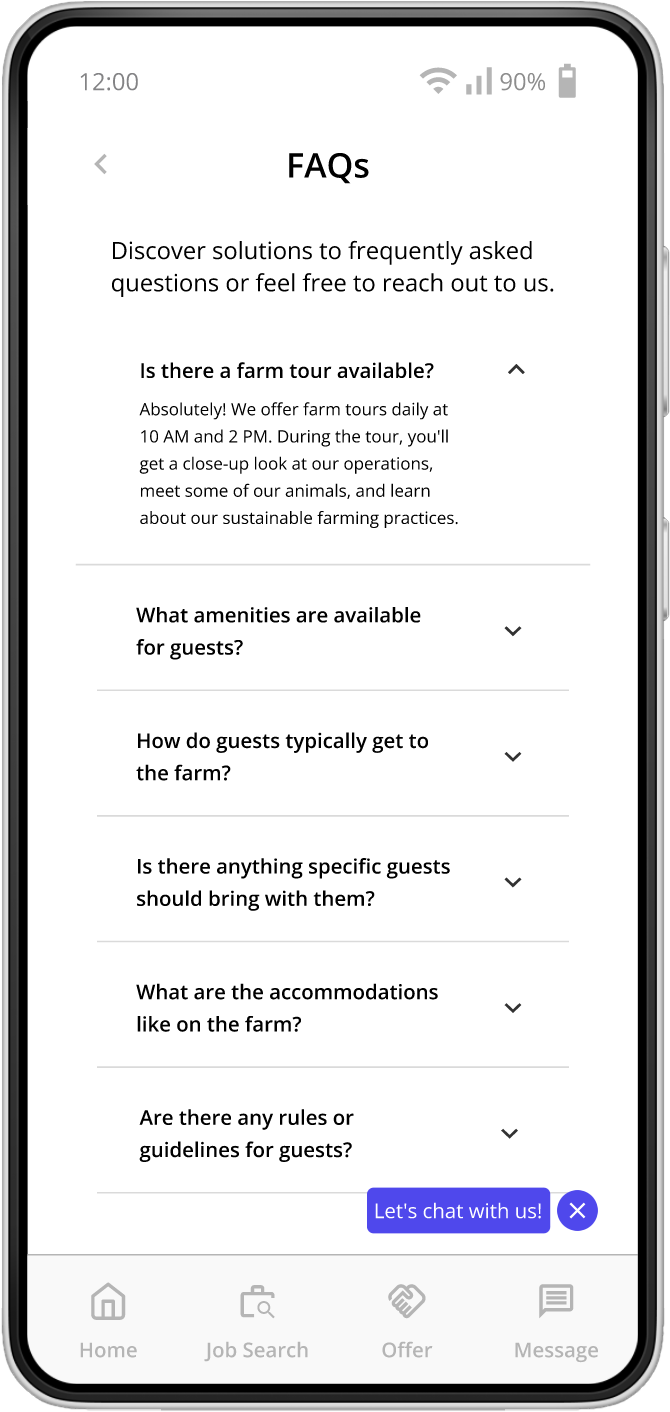 12:00
90%
FAQs
Discover solutions to frequently asked
questions or feel free to reach out to us.
Is there a farm tour available?
Absolutely! We offer farm tours daily at
10 AM and 2 PM. During the tour, you'll
get a close-up look at our operations,
meet some of our animals, and learn
about our sustainable farming practices.
What amenities are available
for guests?
How do guests typically get to
the farm?
Is there anything specific guests
should bring with them?
What are the accommodations
like on the farm?
Are there any rules or
guidelines for guests?
Let's chat with us!
Home
Job Search
Offer
Message